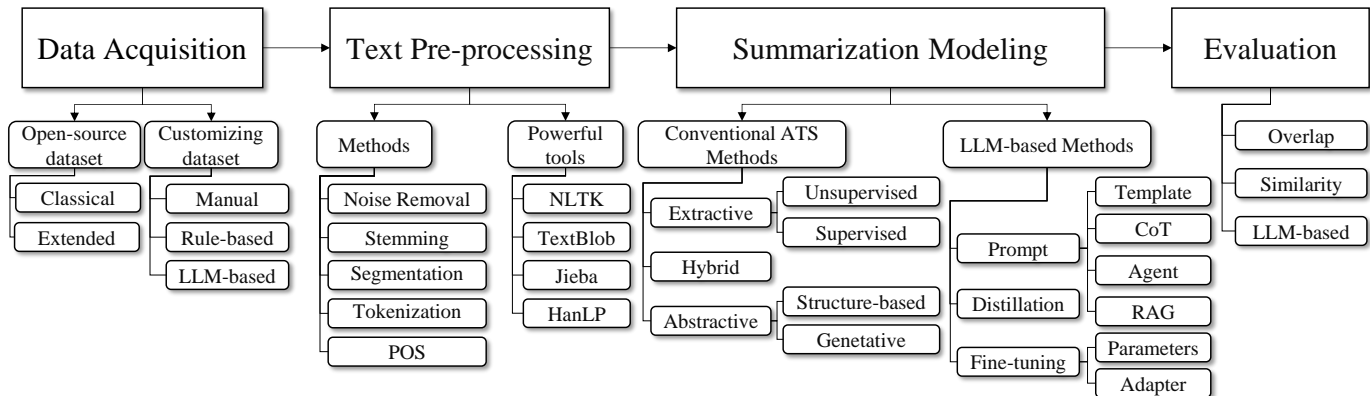 Data Acquisition
Text Pre-processing
Summarization Modeling
Evaluation
Open-source
dataset
Classical
Extended
Customizing
dataset
Manual
Rule-based
LLM-based
Methods
Noise Removal
Stemming
Segmentation
Tokenization
POS
Powerful
tools
NLTK
TextBlob
Jieba
HanLP
Conventional ATS
Methods
Extractive
Unsupervised
Supervised
Hybrid
Abstractive
Structure-based
Genetative
LLM-based Methods
Prompt
Template
CoT
Agent
RAG
Distillation
Fine-tuning
Parameters
Adapter
Overlap
Similarity
LLM-based